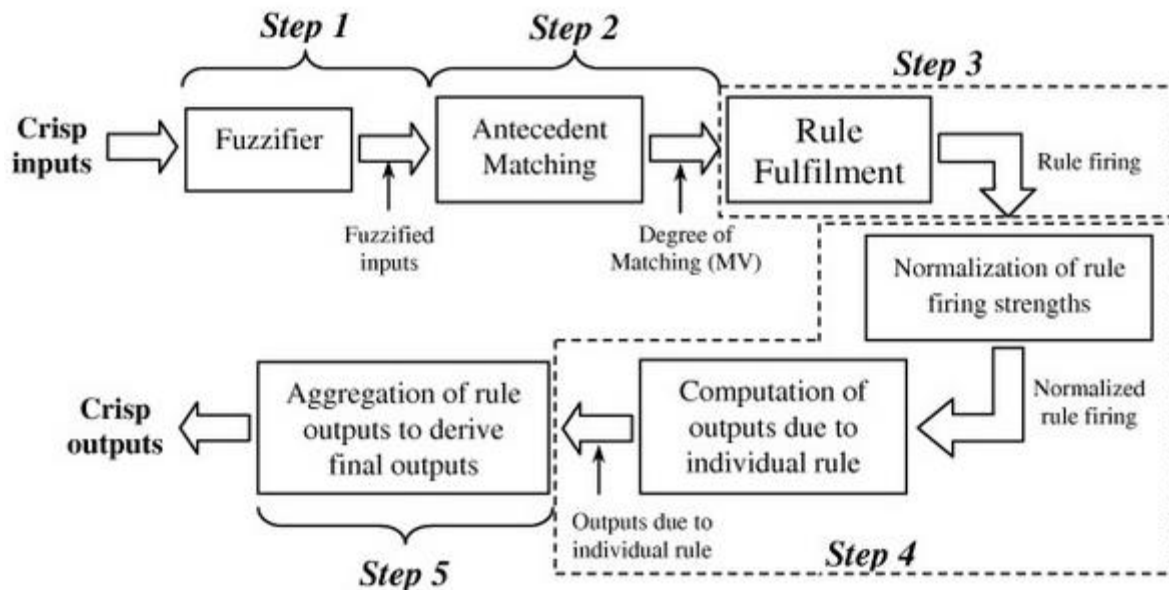 Step 1
Step 2
Step 3
Crisp
inputs
Fuzzifier
Fuzzified
inputs
Antecedent
Matching
Degree of
Matching (MV)
Rule
Fulfilment
Rule firing
Normalization of rule
firing strengths
Normalized
rule firing
Computation of
outputs due to
individual rule
Outputs due to
individual rule
Step 4
Aggregation of rule
outputs to derive
final outputs
Step 5
Crisp
outputs